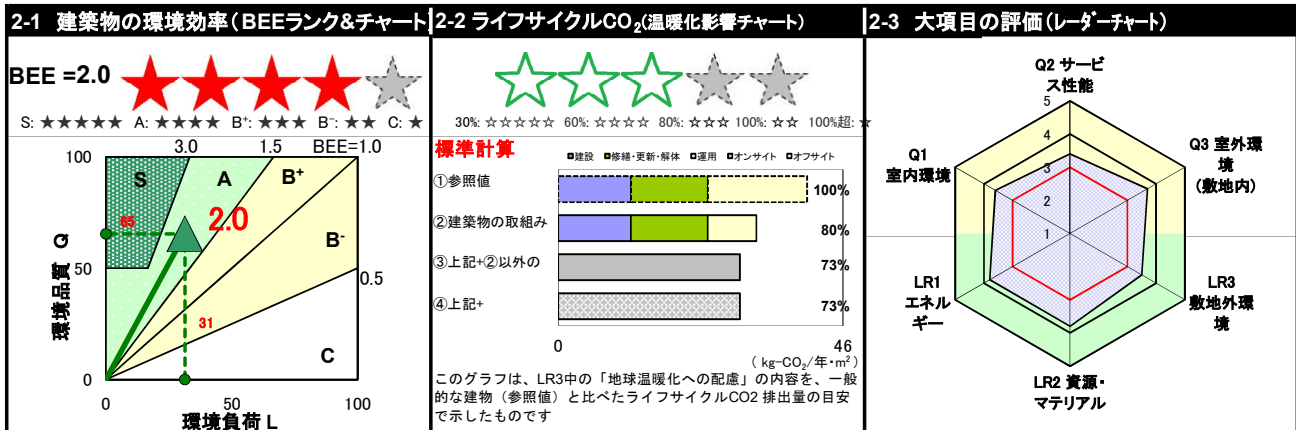 2-1 建築物の環境効率(BEEランク&チャート
BEE =2.0
S: ★★★★★ A: ★★★★ B+: ★★★ B-: ★★ C: ★
3.0 1.5 BEE=1.0
100
S
A
B+
65
2.0
B-
50
0.5
31
C
0
環境品質 Q
0 50 100
環境負荷 L
2-2 ライフサイクルCO2(温暖化影響チャート)
30%: ☆☆☆☆☆ 60%: ☆☆☆☆ 80%: ☆☆☆ 100%: ☆☆ 100%超: ☆
標準計算
■建設 ■修繕・更新・解体 □運用 ■オンサイト □オフサイト
①参照値
100%
②建築物の取組み
80%
③上記+②以外の
73%
④上記+
73%
0 46
( kg-CO2/年・m2 )
このグラフは、LR3中の「地球温暖化への配慮」の内容を、一般
的な建物(参照値)と比べたライフサイクルCO2 排出量の目安
で示したものです
2-3 大項目の評価(レーダーチャート)
Q2 サービ
ス性能
5
4
3
2
1
Q1
室内環境
Q3 室外環
境
(敷地内)
LR1
エネル
ギー
LR3
敷地外環
境
LR2 資源・
マテリアル